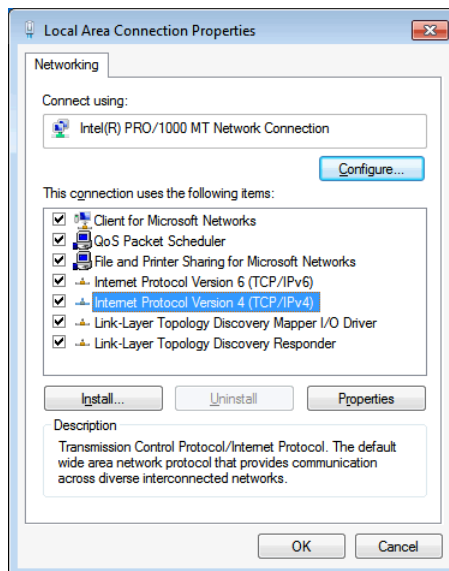 Local Area Connection Properties
Networking
Connect using:
Intel(R) PRO/1000 MT Network Connection
Configure...
This connection uses the following items:
Client for Microsoft Networks
QoS Packet Scheduler
File and Printer Sharing for Microsoft Networks
Internet Protocol Version 6 (TCP/IPv6)
Internet Protocol Version 4 (TCP/IPv4)
Link-Layer Topology Discovery Mapper I/O Driver
Link-Layer Topology Discovery Responder
Install... Uninstall Properties
Description
Transmission Control Protocol/Internet Protocol. The default
wide area network protocol that provides communication
across diverse interconnected networks.
OK Cancel